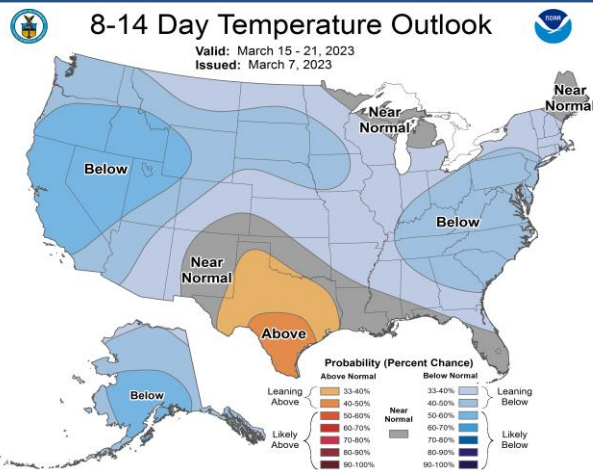 8-14 Day Temperature Outlook
Valid: March 15 - 21, 2023
Issued: March 7, 2023
NOAA
Near
Normal
Near
Normal
Below
Below
Near
Normal
Above
Below
Probability (Percent Chance)
Above Normal
Below Normal
Leaning
Above
33-40%
40-50%
Likely
Above
50-60%
60-70%
70-80%
80-90%
90-100%
Near
Normal
33-40%
40-50%
Leaning
Below
50-60%
60-70%
70-80%
80-90%
90-100%
Likely
Below